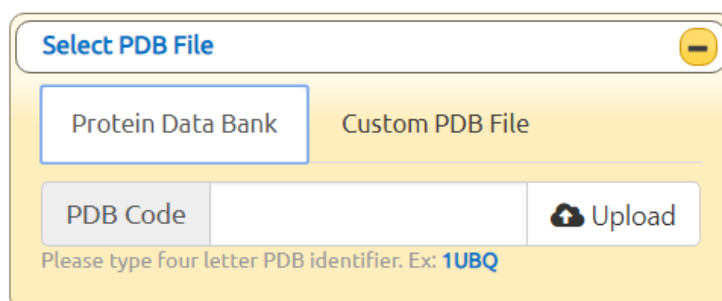 Select PDB File
Protein Data Bank Custom PDB File
PDB Code Upload
Please type four letter PDB identifier. Ex: 1UBQ